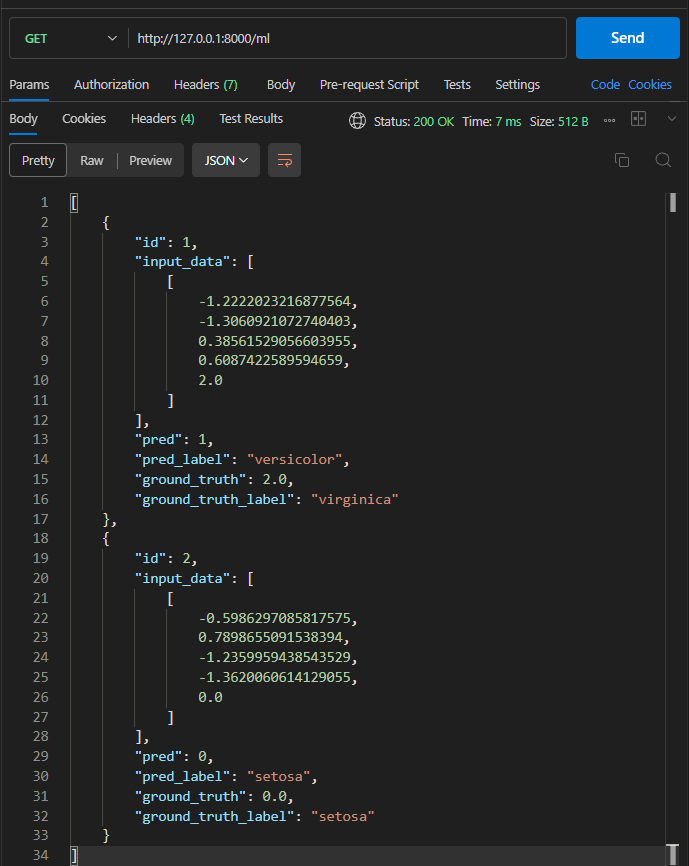 GET http://127.0.0.1:8000/ml Send
Params Authorization Headers (7) Body Pre-request Script Tests Settings Code Cookies
Body Cookies Headers (4) Test Results Status: 200 OK Time: 7 ms Size: 512 B
Pretty Raw Preview JSON
1 [
2 {
3 "id": 1,
4 "input_data": [
5 [
6 -1.2222023216877564,
7 -1.3060921072740403,
8 0.38561529056603955,
9 0.6087422589594659,
10 2.0
11 ]
12 ],
13 "pred": 1,
14 "pred_label": "versicolor",
15 "ground_truth": 2.0,
16 "ground_truth_label": "virginica"
17 },
18 {
19 "id": 2,
20 "input_data": [
21 [
22 -0.5986297085817575,
23 0.7898655091538394,
24 -1.2359959438543529,
25 -1.3620060614129055,
26 0.0
27 ]
28 ],
29 "pred": 0,
30 "pred_label": "setosa",
31 "ground_truth": 0.0,
32 "ground_truth_label": "setosa"
33 }
34 ]